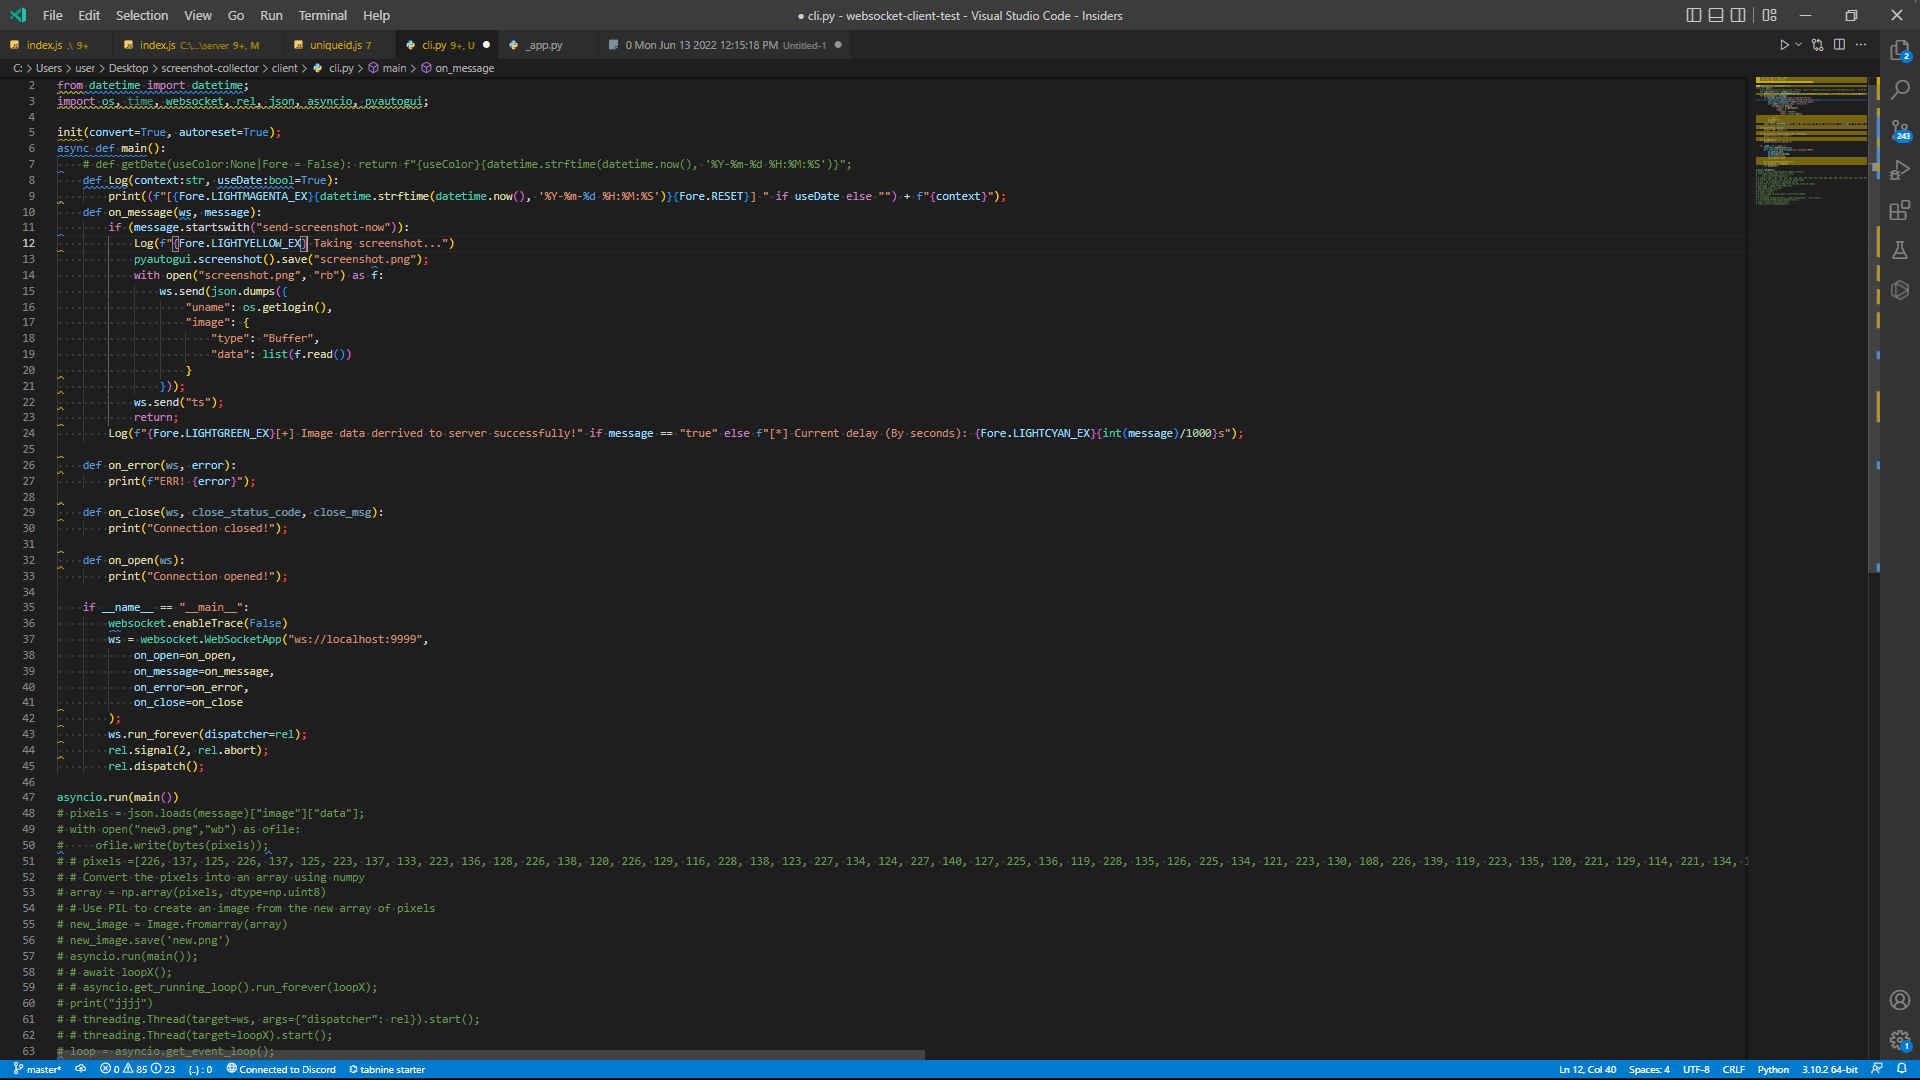 File Edit Selection View Go Run Terminal Help
● cli.py - websocket-client-test - Visual Studio Code - Insiders
index.js .\ 9+
index.js C:\...\server 9+, M
uniqueid.js 7
cli.py 9+, U
_app.py
0 Mon Jun 13 2022 12:15:18 PM Untitled-1
C: > Users > user > Desktop > screenshot-collector > client > cli.py > main > on_message
2 from datetime import datetime;
3 import os, time, websocket, rel, json, asyncio, pyautogui;
4
5 init(convert=True, autoreset=True);
6 async def main():
7 # def getDate(useColor:None|Fore = False): return f"{useColor}{datetime.strftime(datetime.now(), '%Y-%m-%d %H:%M:%S')}";
8 def Log(context:str, useDate:bool=True):
9 print((f"[{Fore.LIGHTMAGENTA_EX}{datetime.strftime(datetime.now(), '%Y-%m-%d %H:%M:%S')}{Fore.RESET}] " if useDate else "") + f"{context}");
10 def on_message(ws, message):
11 if (message.startswith("send-screenshot-now")):
12 Log(f"{Fore.LIGHTYELLOW_EX} Taking screenshot...")
13 pyautogui.screenshot().save("screenshot.png");
14 with open("screenshot.png", "rb") as f:
15 ws.send(json.dumps({
16 "uname": os.getlogin(),
17 "image": {
18 "type": "Buffer",
19 "data": list(f.read())
20 }
21 }));
22 ws.send("ts");
23 return;
24 Log(f"{Fore.LIGHTGREEN_EX}[+] Image data derrived to server successfully!" if message == "true" else f"[*] Current delay (By seconds): {Fore.LIGHTCYAN_EX}{int(message)/1000}s");
25
26 def on_error(ws, error):
27 print(f"ERR! {error}");
28
29 def on_close(ws, close_status_code, close_msg):
30 print("Connection closed!");
31
32 def on_open(ws):
33 print("Connection opened!");
34
35 if __name__ == "__main__":
36 websocket.enableTrace(False)
37 ws = websocket.WebSocketApp("ws://localhost:9999",
38 on_open=on_open,
39 on_message=on_message,
40 on_error=on_error,
41 on_close=on_close
42 );
43 ws.run_forever(dispatcher=rel);
44 rel.signal(2, rel.abort);
45 rel.dispatch();
46
47 asyncio.run(main())
48 # pixels = json.loads(message)["image"]["data"];
49 # with open("new3.png","wb") as ofile:
50 # ofile.write(bytes(pixels));
51 # # pixels =[226, 137, 125, 226, 137, 125, 223, 137, 133, 223, 136, 128, 226, 138, 120, 226, 129, 116, 228, 138, 123, 227, 134, 124, 227, 140, 127, 225, 136, 119, 228, 135, 126, 225, 134, 121, 223, 130, 108, 226, 139, 119, 223, 135, 120, 221, 129, 114, 221, 134,
52 # # Convert the pixels into an array using numpy
53 # array = np.array(pixels, dtype=np.uint8)
54 # # Use PIL to create an image from the new array of pixels
55 # new_image = Image.fromarray(array)
56 # new_image.save('new.png')
57 # asyncio.run(main());
58 # # await loopX();
59 # # asyncio.get_running_loop().run_forever(loopX);
60 # print("jjjj")
61 # # threading.Thread(target=ws, args={"dispatcher": rel}).start();
62 # # threading.Thread(target=loopX).start();
63 # loop = asyncio.get_event_loop();
2
243
1
master* 0 85 23 {..} : 0 Connected to Discord tabnine starter
Ln 12, Col 40 Spaces: 4 UTF-8 CRLF Python 3.10.2 64-bit